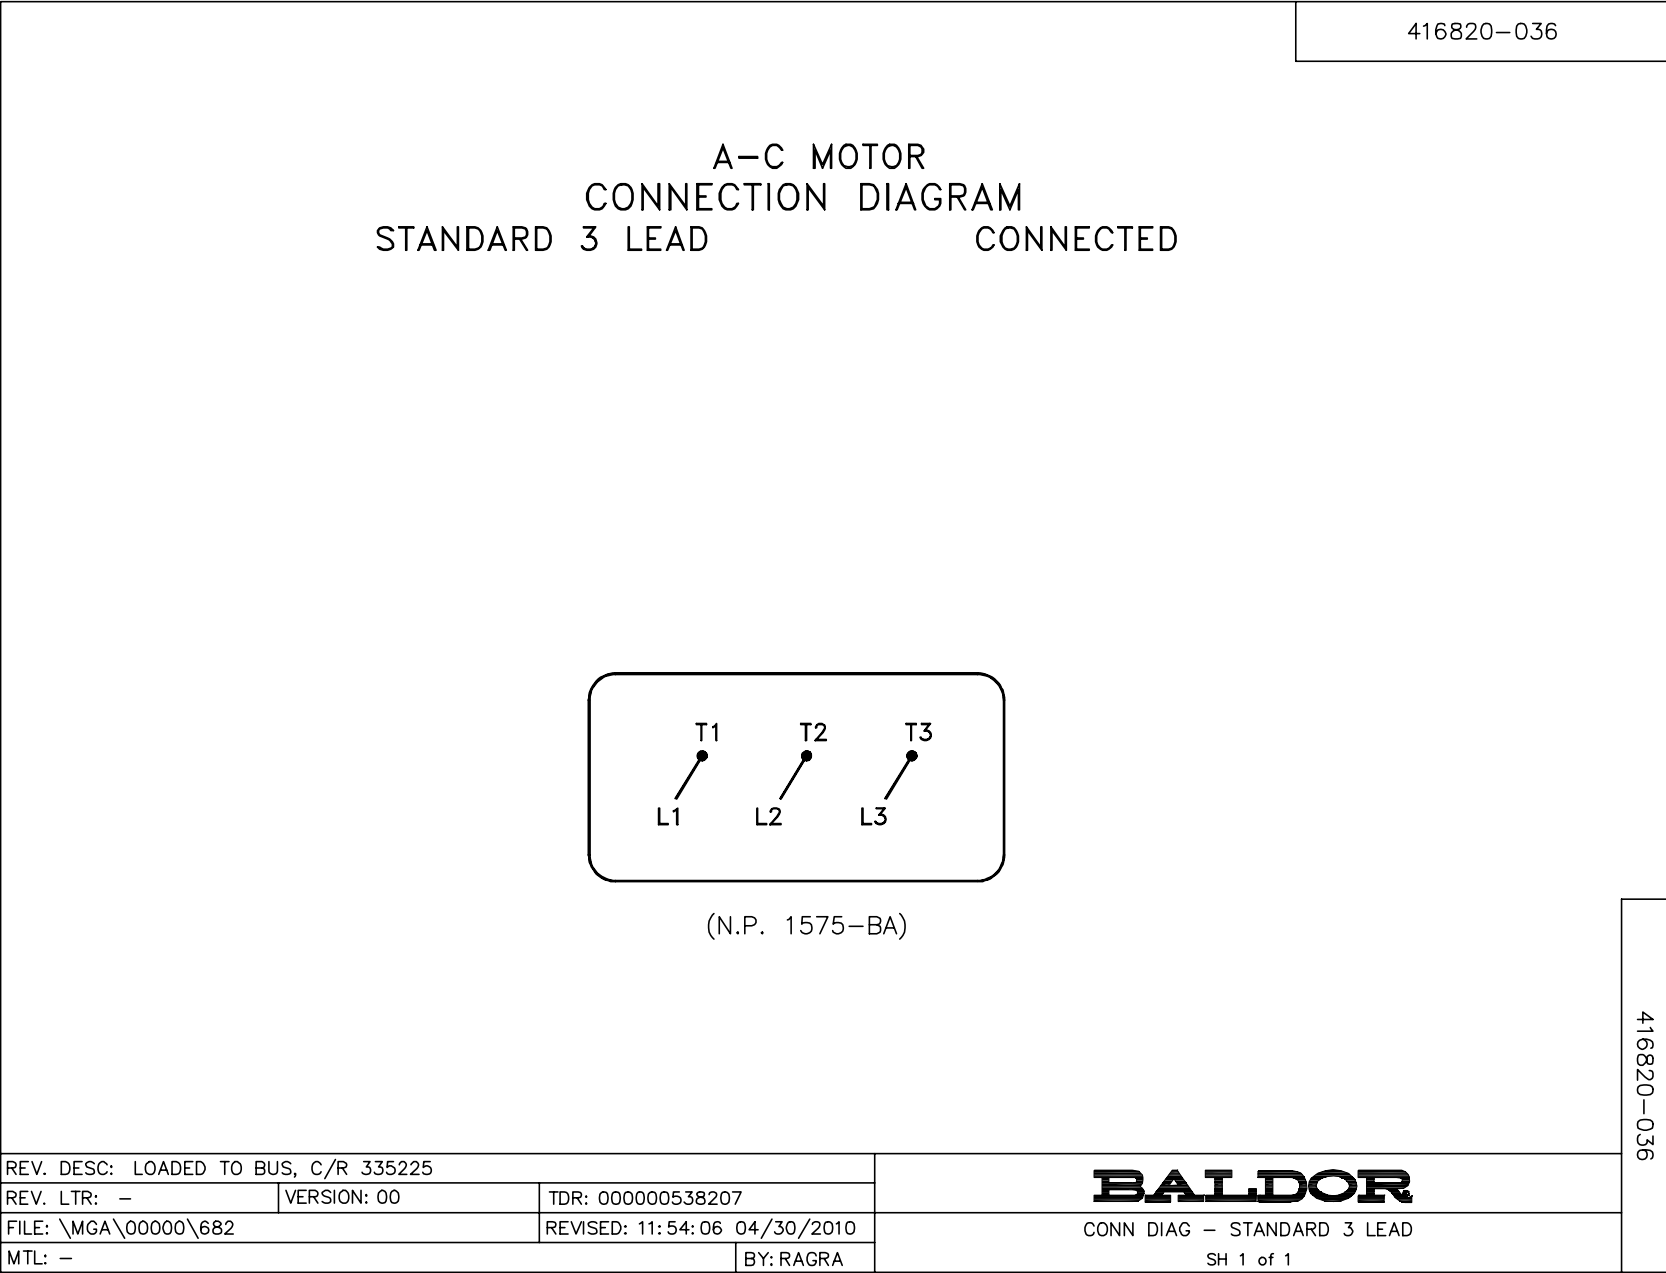 416820-036
A-C MOTOR
CONNECTION DIAGRAM
STANDARD 3 LEAD CONNECTED
T1 T2 T3
L1 L2 L3
(N.P. 1575-BA)
416820-036
REV. DESC: LOADED TO BUS, C/R 335225
REV. LTR: - VERSION: 00 TDR: 000000538207
FILE: \MGA\00000\682 REVISED: 11:54:06 04/30/2010
MTL: - BY: RAGRA
BALDOR
CONN DIAG - STANDARD 3 LEAD
SH 1 of 1